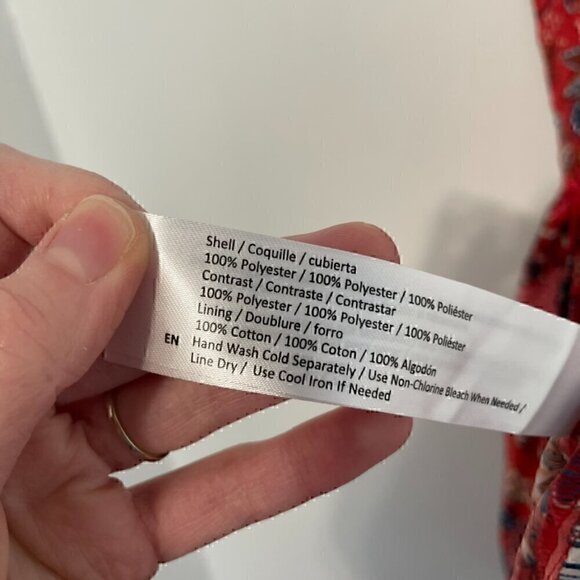 Shell / Coquille / cubierta
100% Polyester / 100% Polyester / 100% Poliéster
Contrast / Contraste / Contrastar
100% Polyester / 100% Polyester / 100% Poliéster
Lining / Doublure / forro
100% Cotton / 100% Coton / 100% Algodón
EN Hand Wash Cold Separately / Use Non-Chlorine Bleach When Needed /
Line Dry / Use Cool Iron If Needed